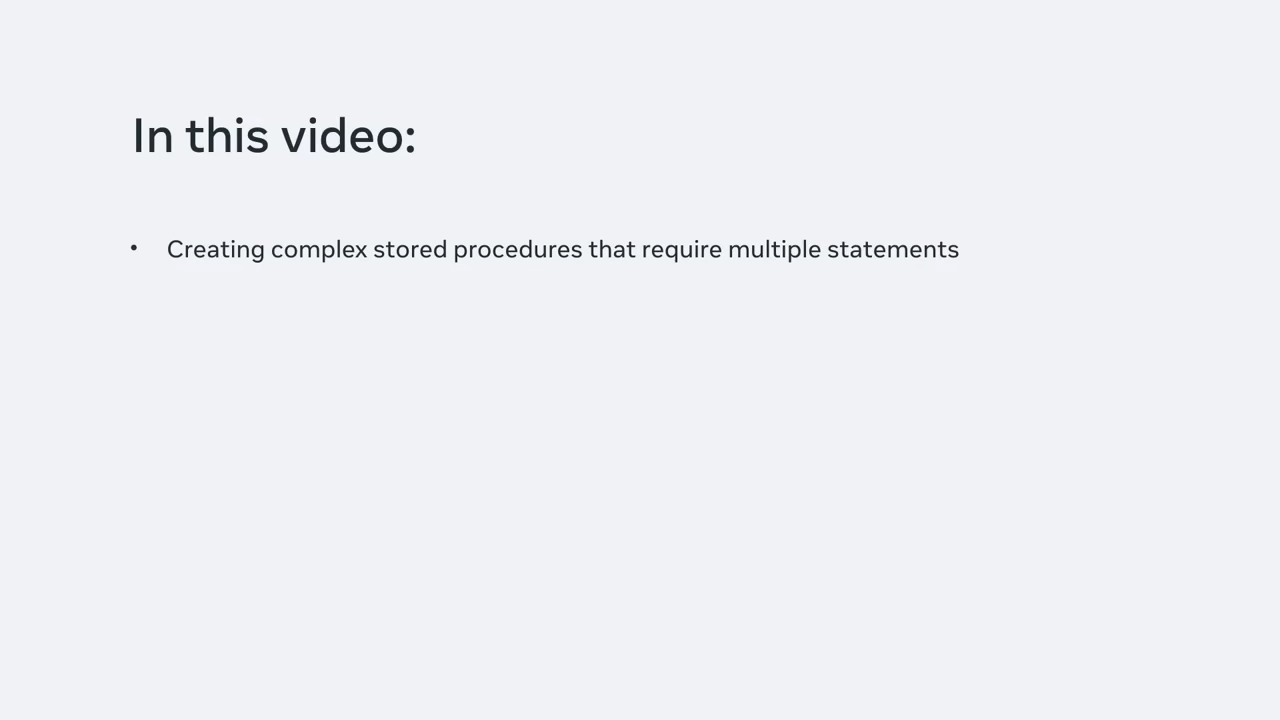 In this video:
• Creating complex stored procedures that require multiple statements